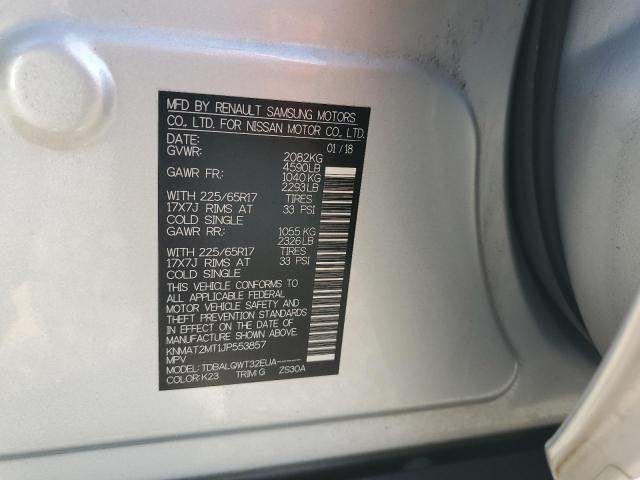 MFD BY RENAULT SAMSUNG MOTORS
CO., LTD. FOR NISSAN MOTOR CO., LTD.
DATE: 01/18
GVWR: 2082KG
4590LB
GAWR FR: 1040 KG
2293LB
WITH 225/65R17 TIRES
17X7J RIMS AT 33 PSI
COLD SINGLE
GAWR RR: 1055 KG
2326LB
WITH 225/65R17 TIRES
17X7J RIMS AT 33 PSI
COLD SINGLE
THIS VEHICLE CONFORMS TO
ALL APPLICABLE FEDERAL
MOTOR VEHICLE SAFETY AND
THEFT PREVENTION STANDARDS
IN EFFECT ON THE DATE OF
MANUFACTURE SHOWN ABOVE.
KNMAT2MT1JP553857
MPV
MODEL: TDBALQWT32EUA-----
COLOR: K23 TRIM: G ZS30A